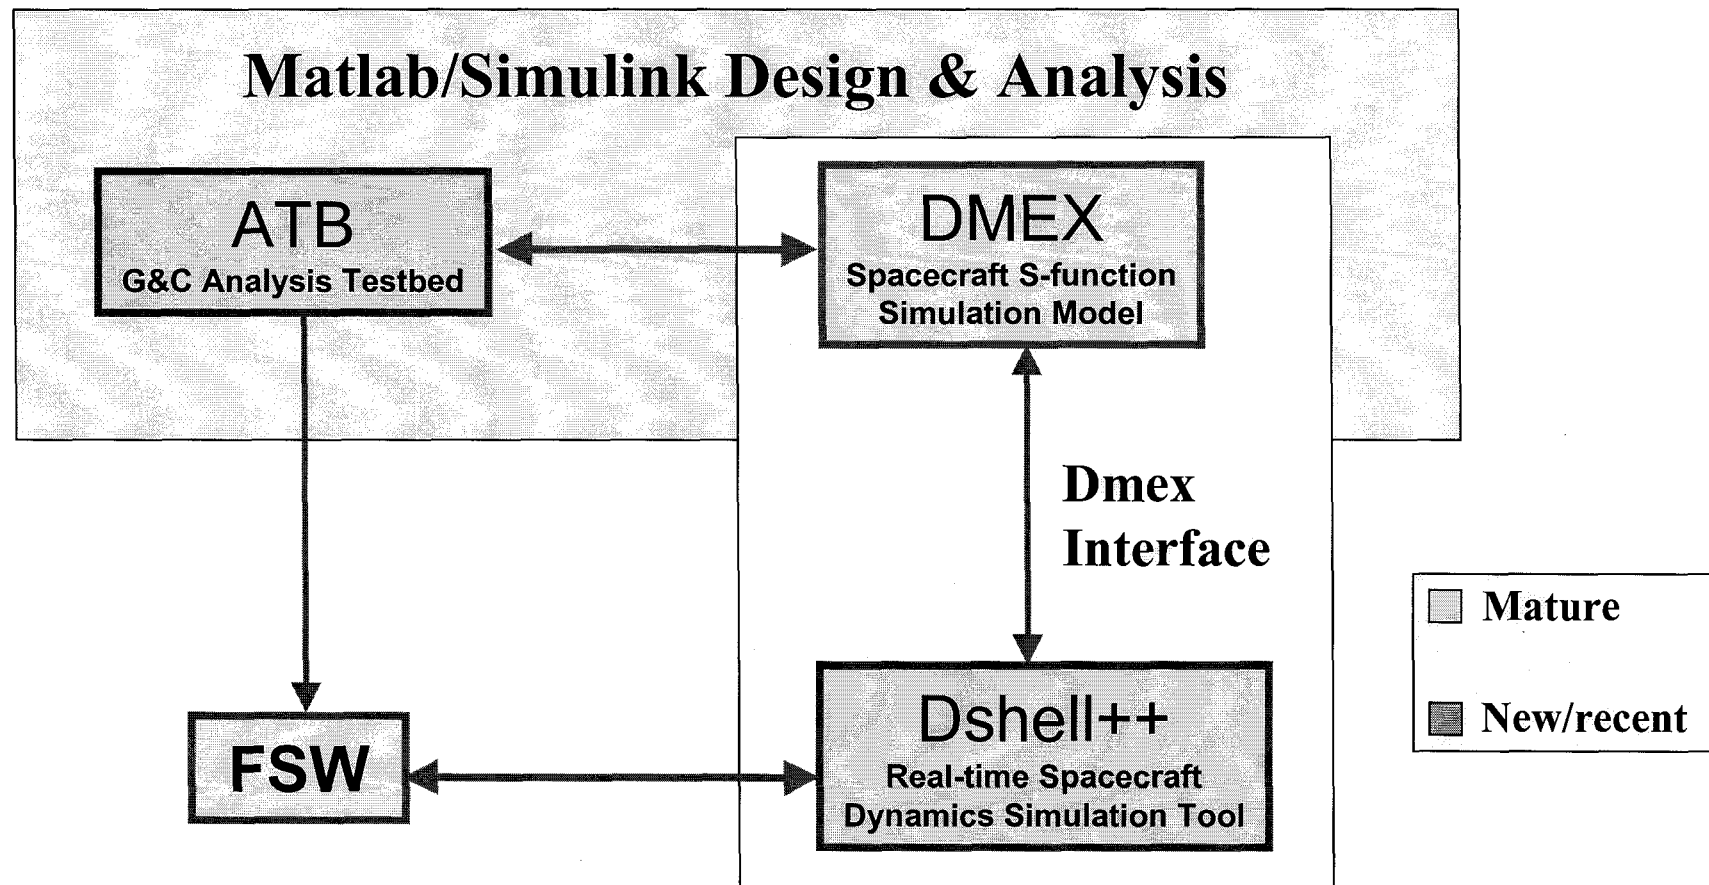 Matlab/Simulink Design & Analysis
ATB
G&C Analysis Testbed
DMEX
Spacecraft S-function
Simulation Model
Dmex
Interface
Mature
New/recent
FSW
Dshell++
Real-time Spacecraft
Dynamics Simulation Tool